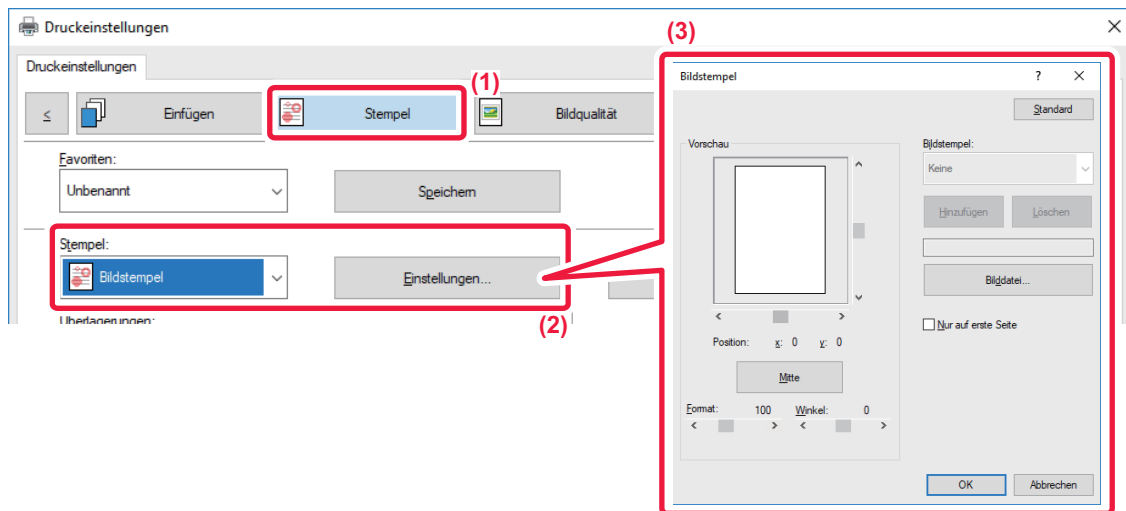 Druckeinstellungen
(3)
Druckeinstellungen
(1)
< Einfügen Stempel Bildqualität
Favoriten:
Unbenannt Speichern
Stempel:
Bildstempel Einstellungen...
Überlagerungen:
(2)
Bildstempel ?
Standard
Vorschau
Bildstempel:
Keine
Hinzufügen Löschen
Bilddatei...
Nur auf erste Seite
Position: x: 0 y: 0
Mitte
Format: 100 Winkel: 0
OK Abbrechen